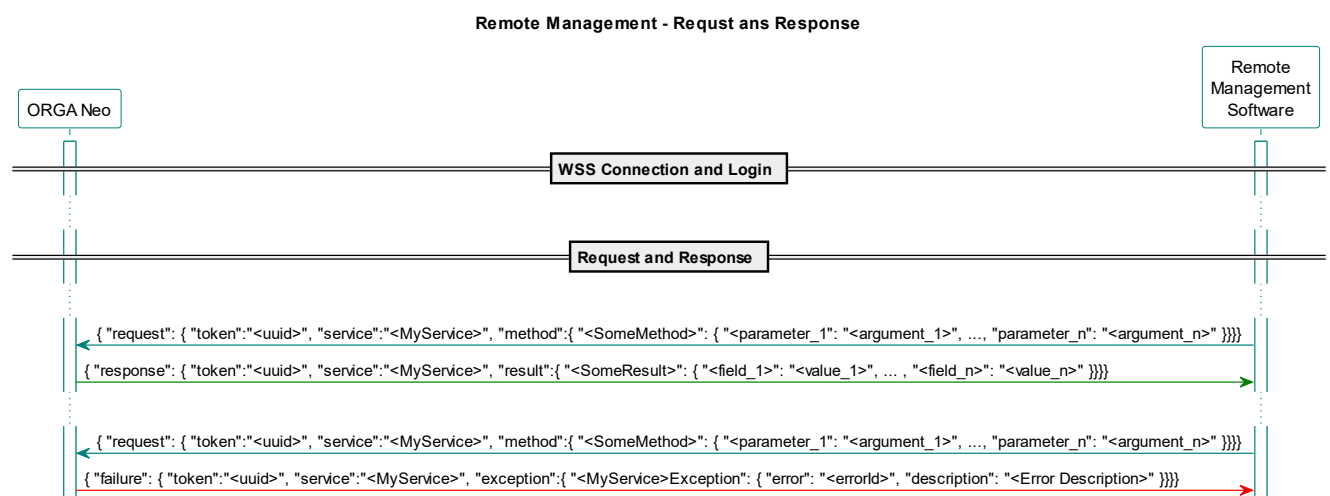 Remote Management - Requst ans Response
ORGA Neo
Remote
Management
Software
WSS Connection and Login
Request and Response
{ "request": { "token":"<uuid>", "service":"<MyService>", "method":{ "<SomeMethod>": { "<parameter_1": "<argument_1>", ..., "parameter_n": "<argument_n>" }}}}
{ "response": { "token":"<uuid>", "service":"<MyService>", "result":{ "<SomeResult>": { "<field_1>": "<value_1>", ... , "<field_n>": "<value_n>" }}}}
{ "request": { "token":"<uuid>", "service":"<MyService>", "method":{ "<SomeMethod>": { "<parameter_1": "<argument_1>", ..., "parameter_n": "<argument_n>" }}}}
{ "failure": { "token":"<uuid>", "service":"<MyService>", "exception":{ "<MyService>Exception": { "error": "<errorId>", "description": "<Error Description>" }}}}